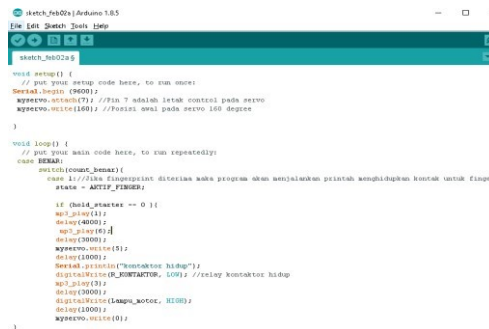 sketch_feb02a | Arduino 1.8.5
File Edit Sketch Tools Help
sketch_feb02a §
void setup() {
// put your setup code here, to run once:
Serial.begin (9600);
myservo.attach(7); //Pin 7 adalah letak control pada servo
myservo.write(160); //Posisi awal pada servo 160 degree
}
void loop() {
// put your main code here, to run repeatedly:
case BENAR:
switch(count_benar){
case 1://Jika fingerprint diterima maka program akan menjalankan printah menghidupkan kontak untuk finge
state = AKTIF_FINGER;
if (hold_starter == 0 ){
mp3_play(1);
delay(4000);
mp3_play(6);
delay(3000);
myservo.write(5);
delay(1000);
Serial.println("kontaktor hidup");
digitalWrite(R_KONTAKTOR, LOW); //relay kontaktor hidup
mp3_play(3);
delay(3000);
digitalWrite(Lampu_motor, HIGH);
delay(1000);
myservo.write(0);
}